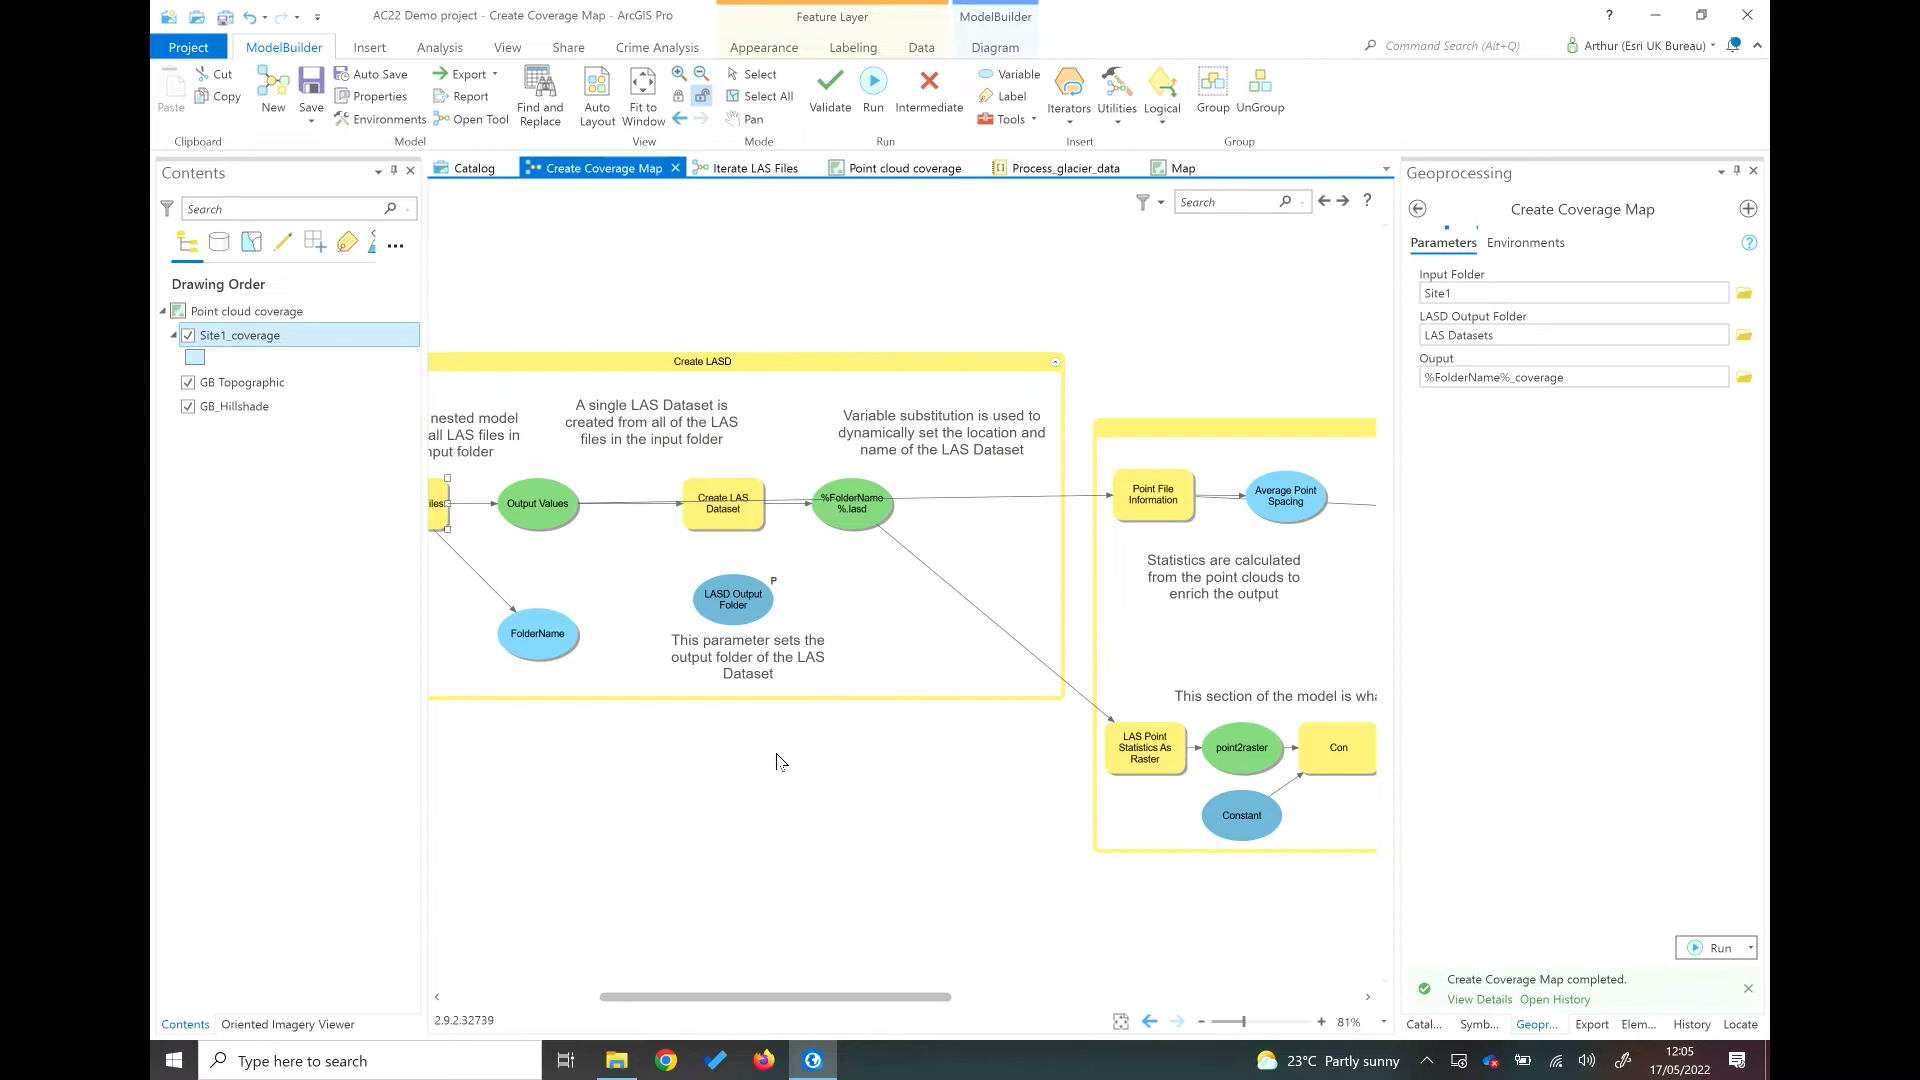 AC22 Demo project - Create Coverage Map - ArcGIS Pro
Feature Layer
ModelBuilder
?
Project
ModelBuilder
Insert
Analysis
View
Share
Crime Analysis
Appearance
Labeling
Data
Diagram
Command Search (Alt+Q)
Arthur (Esri UK Bureau)
Paste
Cut
Copy
Clipboard
New
Save
Auto Save
Properties
Environments
Export
Report
Open Tool
Model
Find and
Replace
Auto
Layout
Fit to
Window
View
Select
Select All
Pan
Mode
Validate
Run
Intermediate
Run
Variable
Label
Tools
Iterators
Utilities
Logical
Insert
Group
UnGroup
Group
Contents
Search
Drawing Order
Point cloud coverage
Site1_coverage
GB Topographic
GB_Hillshade
Contents
Oriented Imagery Viewer
Catalog
Create Coverage Map
Iterate LAS Files
Point cloud coverage
Process_glacier_data
Map
Search
?
Create LASD
nested model
all LAS files in
nput folder
A single LAS Dataset is
created from all of the LAS
files in the input folder
Variable substitution is used to
dynamically set the location and
name of the LAS Dataset
iles
Output Values
Create LAS
Dataset
%FolderName
%.lasd
FolderName
LASD Output
Folder
P
This parameter sets the
output folder of the LAS
Dataset
Point File
Information
Average Point
Spacing
Statistics are calculated
from the point clouds to
enrich the output
This section of the model is wha
LAS Point
Statistics As
Raster
point2raster
Con
Constant
2.9.2.32739
81%
Geoprocessing
Create Coverage Map
Parameters
Environments
?
Input Folder
Site1
LASD Output Folder
LAS Datasets
Ouput
%FolderName%_coverage
Run
Create Coverage Map completed.
View Details
Open History
Catal...
Symb...
Geopr...
Export
Elem...
History
Locate
Type here to search
23°C Partly sunny
12:05
17/05/2022